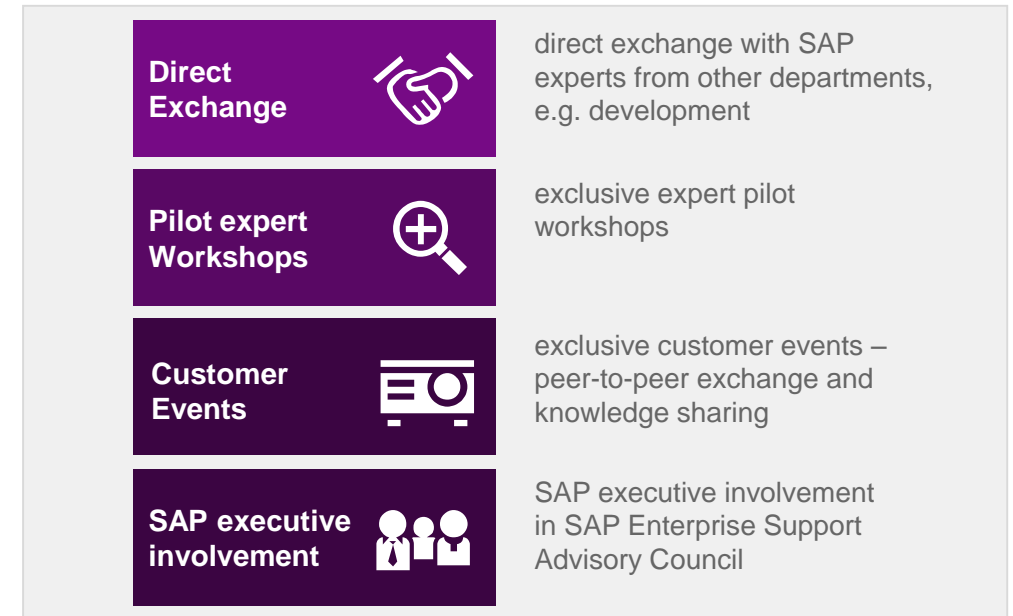 Direct
Exchange
direct exchange with SAP
experts from other departments,
e.g. development
Pilot expert
Workshops
exclusive expert pilot
workshops
Customer
Events
exclusive customer events –
peer-to-peer exchange and
knowledge sharing
SAP executive
involvement
SAP executive involvement
in SAP Enterprise Support
Advisory Council